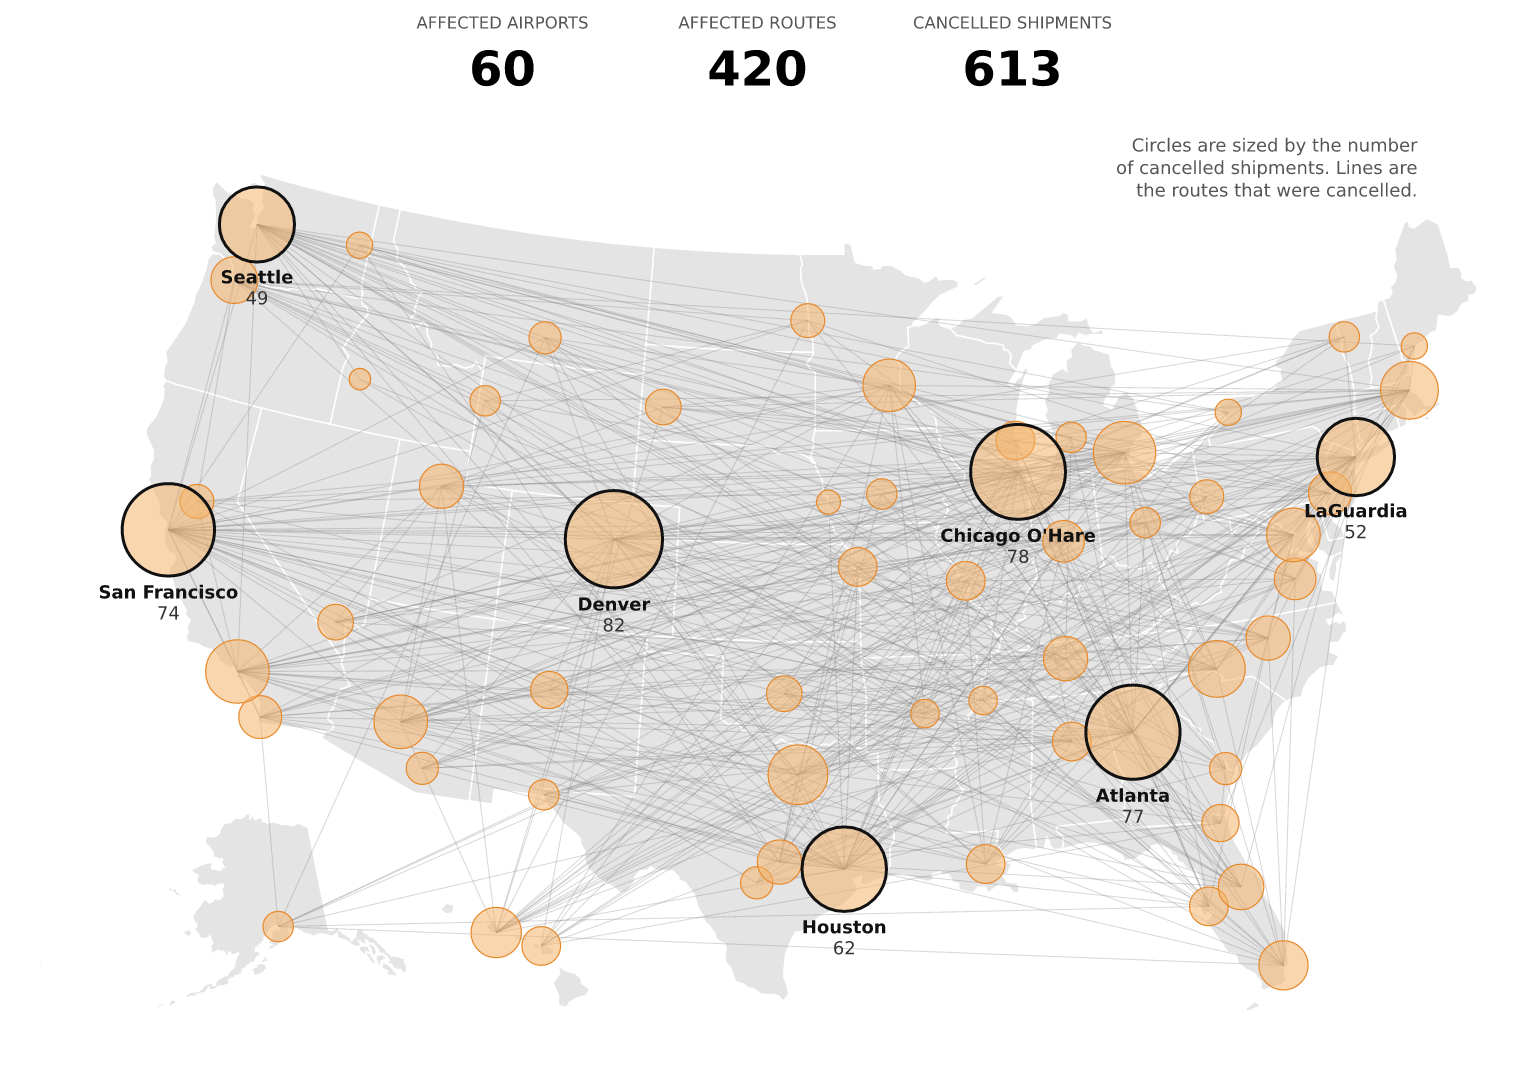 AFFECTED AIRPORTS
60
AFFECTED ROUTES
420
CANCELLED SHIPMENTS
613
Circles are sized by the number
of cancelled shipments. Lines are
the routes that were cancelled.
Seattle
49
LaGuardia
52
Chicago O'Hare
78
San Francisco
74
Denver
82
Atlanta
77
Houston
62